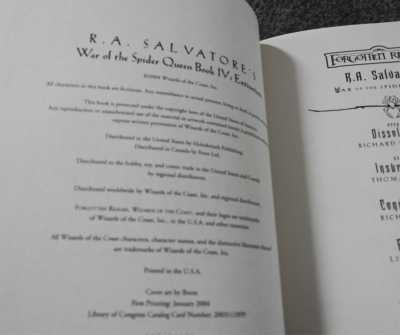 R.A. SALVATORE'S
War of the Spider Queen Book IV: Extinction
©2004 Wizards of the Coast, Inc.
All characters in this book are fictitious. Any resemblance to actual persons, living or dead, is purely
This book is protected under the copyright laws of the United States of America.
Any reproduction or unauthorized use of the material or artwork contained herein is prohibited without the
express written permission of Wizards of the Coast, Inc.
Distributed in the United States by Holtzbrinck Publishing.
Distributed in Canada by Fenn Ltd.
Distributed to the hobby, toy, and comic trade in the United States and Canada
by regional distributors.
Distributed worldwide by Wizards of the Coast, Inc. and regional distributors.
FORGOTTEN REALMS, WIZARDS OF THE COAST, and their logos are trademarks
of Wizards of the Coast, Inc., in the U.S.A. and other countries.
All Wizards of the Coast characters, character names, and the distinctive likenesses thereof
are trademarks of Wizards of the Coast, Inc.
Printed in the U.S.A.
Cover art by Brom
First Printing: January 2004
Library of Congress Catalog Card Number:
FORGOTTEN RE
R.A. Salva
WAR OF THE SPID
Dissol
RICHARD
Insur
THOMA
Cond
RICH
LI